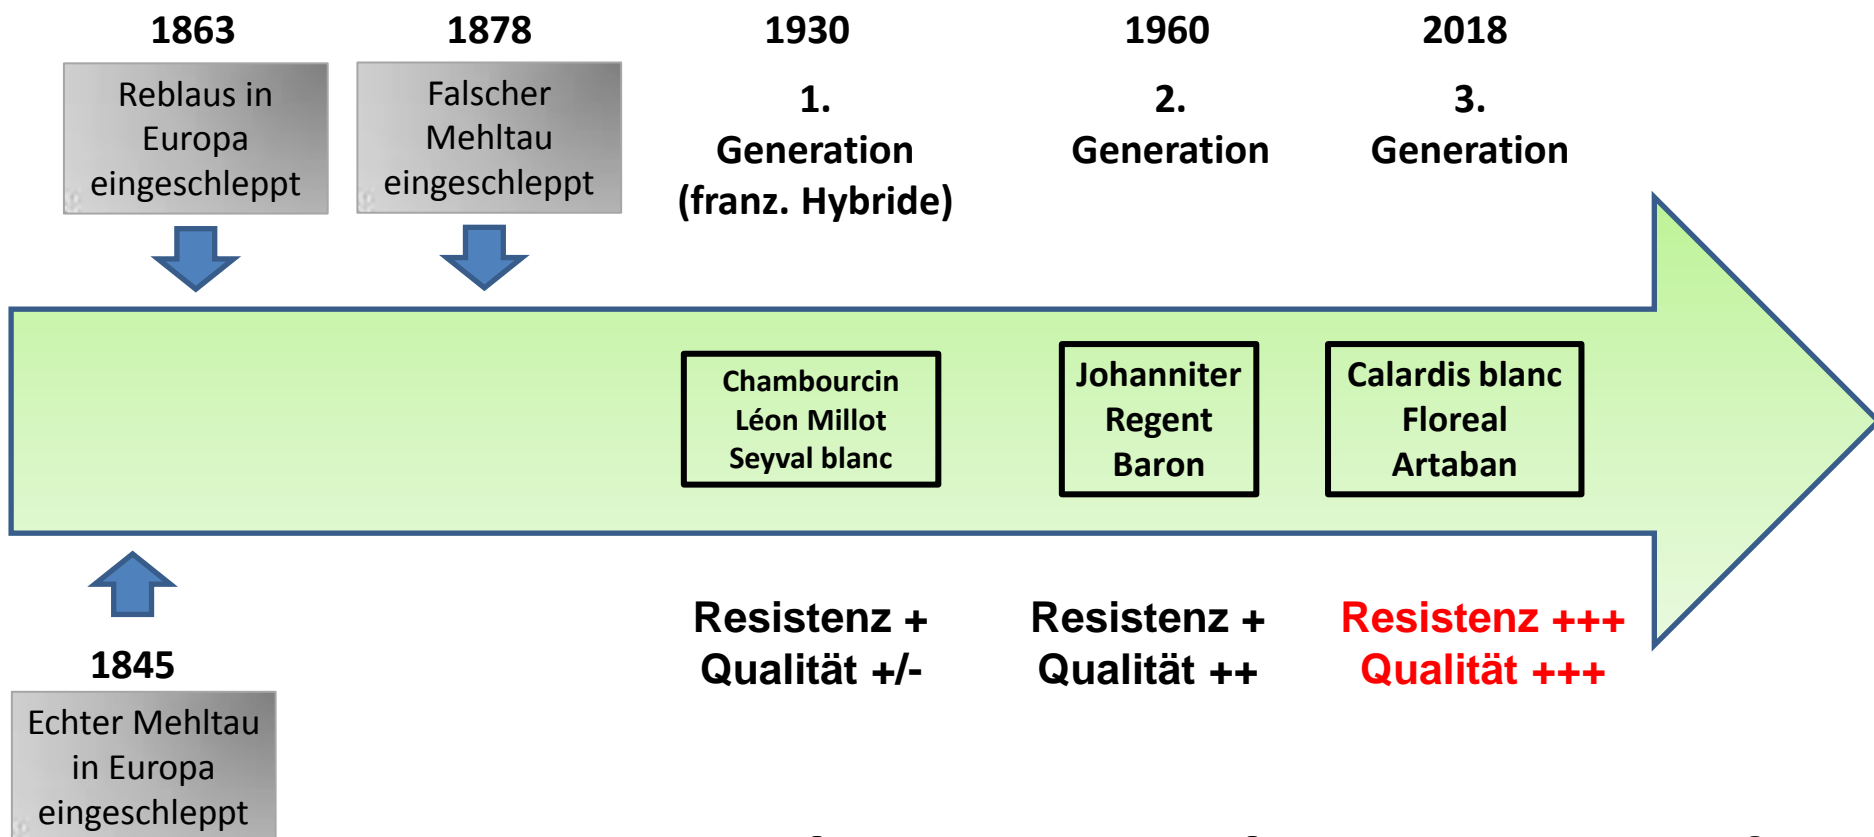 1863
Reblaus in
Europa
eingeschleppt
1878
Falscher
Mehltau
eingeschleppt
1930
1.
Generation
(franz. Hybride)
1960
2.
Generation
2018
3.
Generation
Chambourcin
Léon Millot
Seyval blanc
Johanniter
Regent
Baron
Calardis blanc
Floreal
Artaban
Resistenz +
Qualität +/-
Resistenz +
Qualität ++
Resistenz +++
Qualität +++
1845
Echter Mehltau
in Europa
eingeschleppt